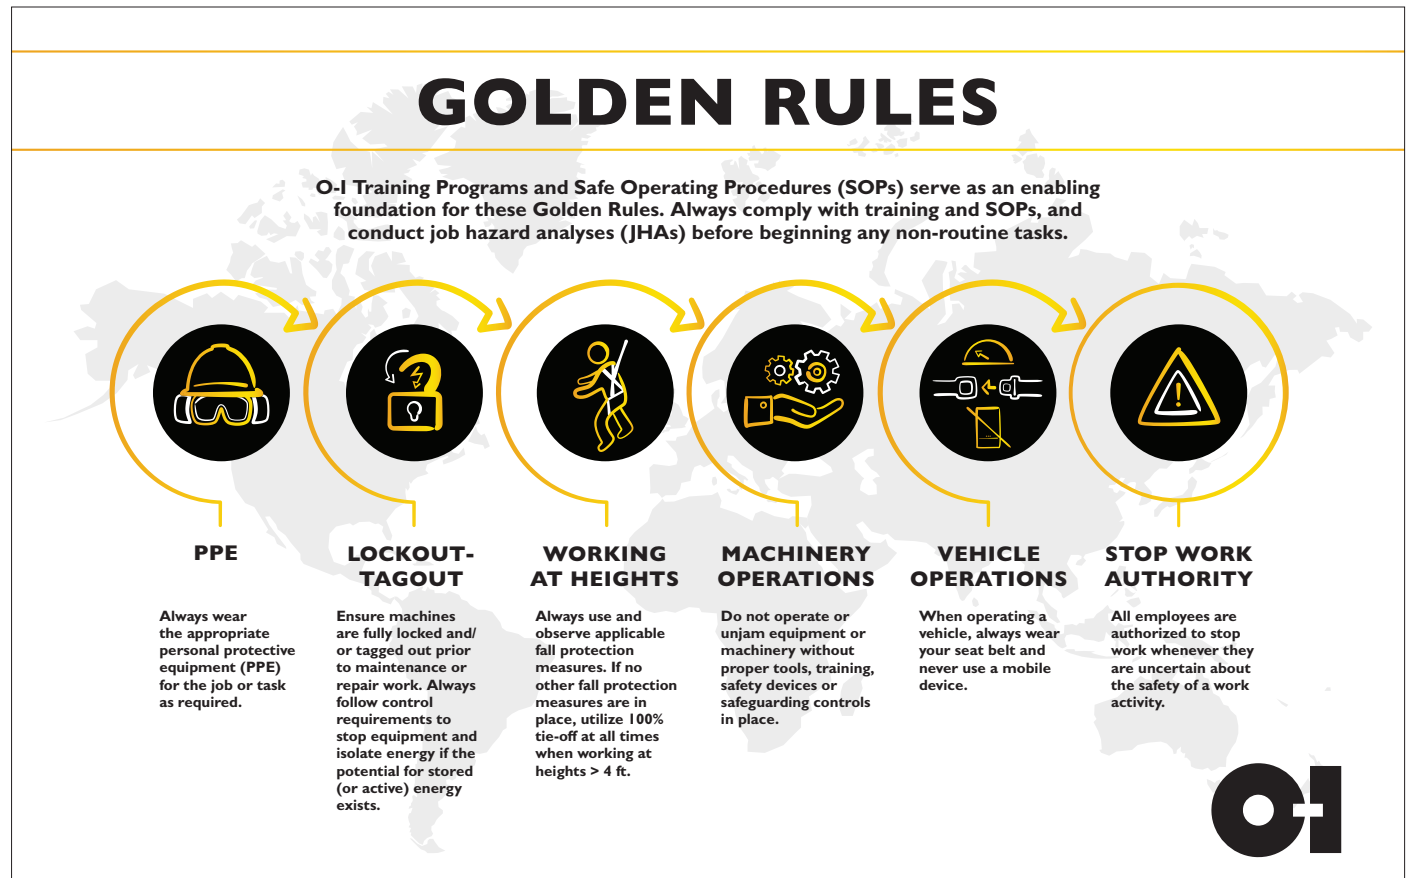 GOLDEN RULES
O-I Training Programs and Safe Operating Procedures (SOPs) serve as an enabling
foundation for these Golden Rules. Always comply with training and SOPs, and
conduct job hazard analyses (JHAs) before beginning any non-routine tasks.
PPE
Always wear
the appropriate
personal protective
equipment (PPE)
for the job or task
as required.
LOCKOUT-
TAGOUT
Ensure machines
are fully locked and/
or tagged out prior
to maintenance or
repair work. Always
follow control
requirements to
stop equipment and
isolate energy if the
potential for stored
(or active) energy
exists.
WORKING
AT HEIGHTS
Always use and
observe applicable
fall protection
measures. If no
other fall protection
measures are in
place, utilize 100%
tie-off at all times
when working at
heights > 4 ft.
MACHINERY
OPERATIONS
Do not operate or
unjam equipment or
machinery without
proper tools, training,
safety devices or
safeguarding controls
in place.
VEHICLE
OPERATIONS
When operating a
vehicle, always wear
your seat belt and
never use a mobile
device.
STOP WORK
AUTHORITY
All employees are
authorized to stop
work whenever they
are uncertain about
the safety of a work
activity.
O-I